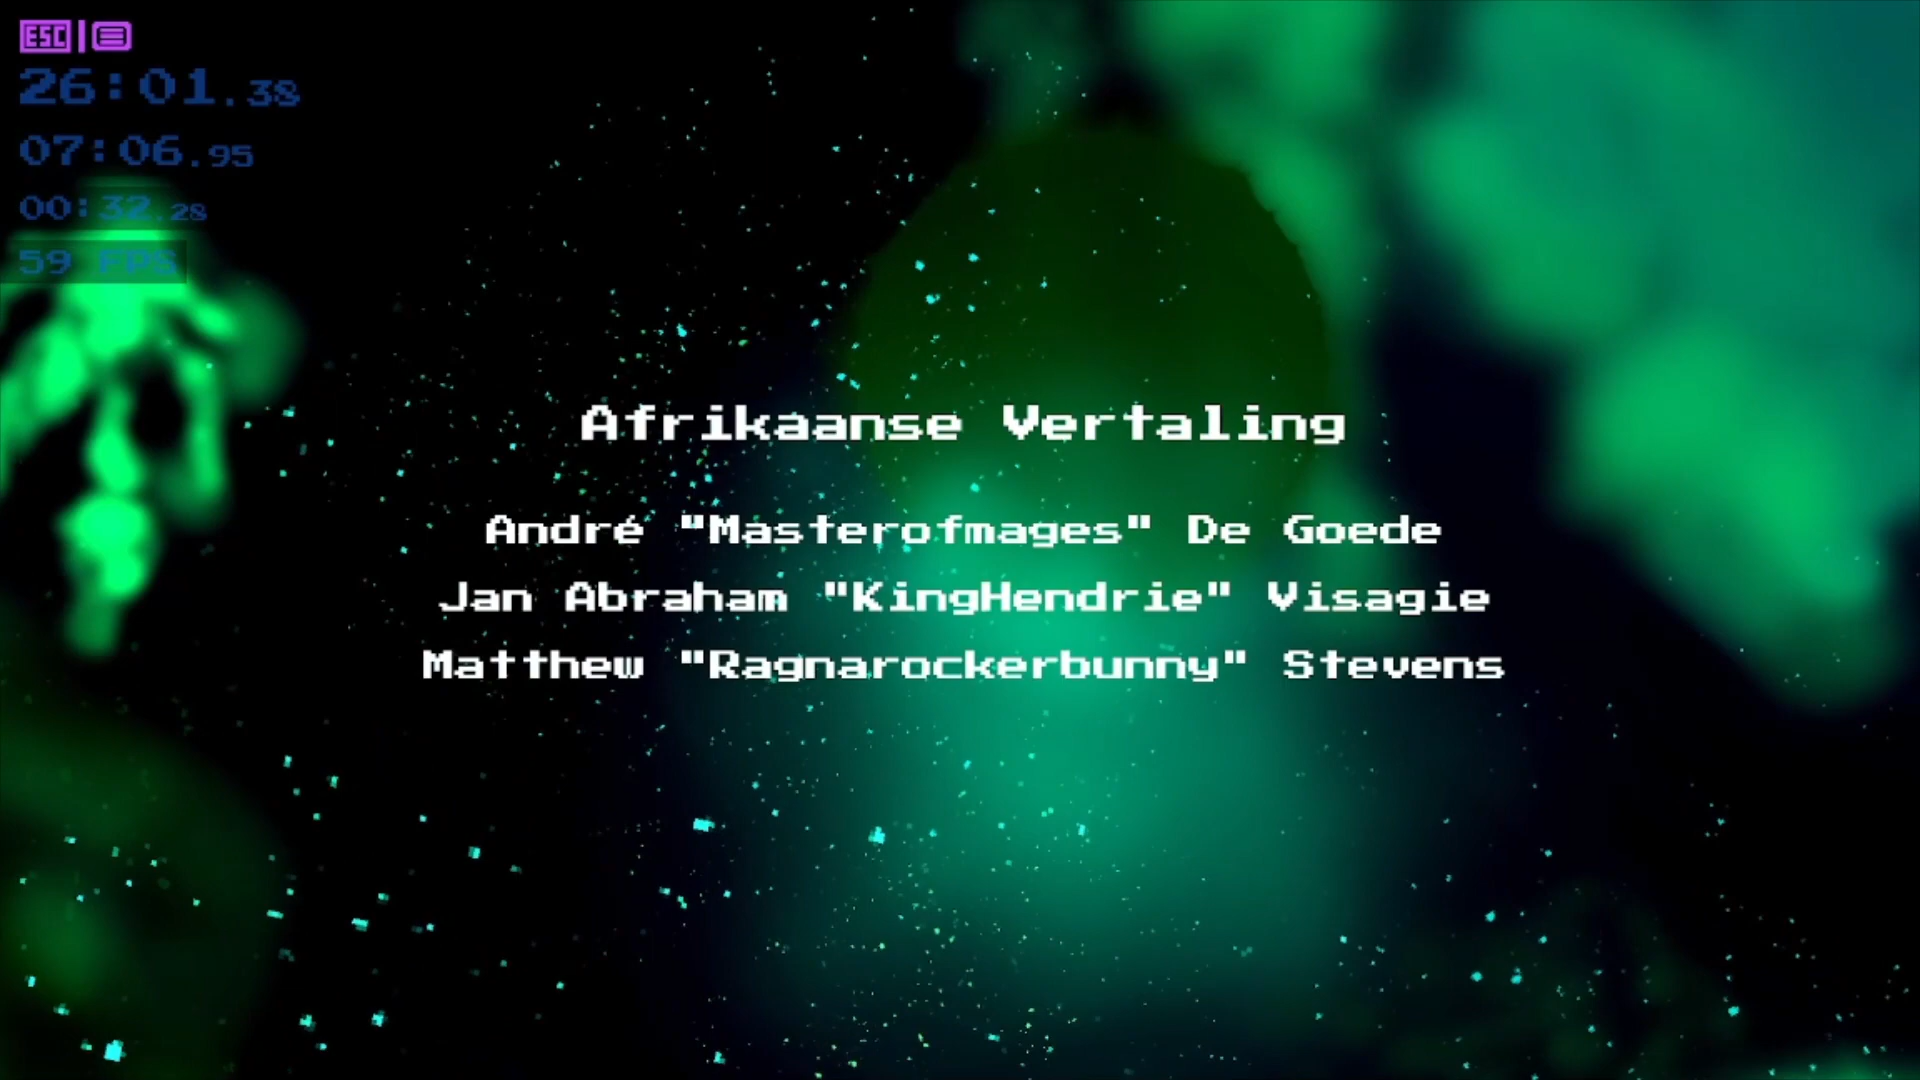 ESC
26:01.38
07:06.95
00:32.28
59 FPS
Afrikaanse Vertaling
André "Masterofmages" De Goede
Jan Abraham "KingHendrie" Visagie
Matthew "Ragnarockerbunny" Stevens